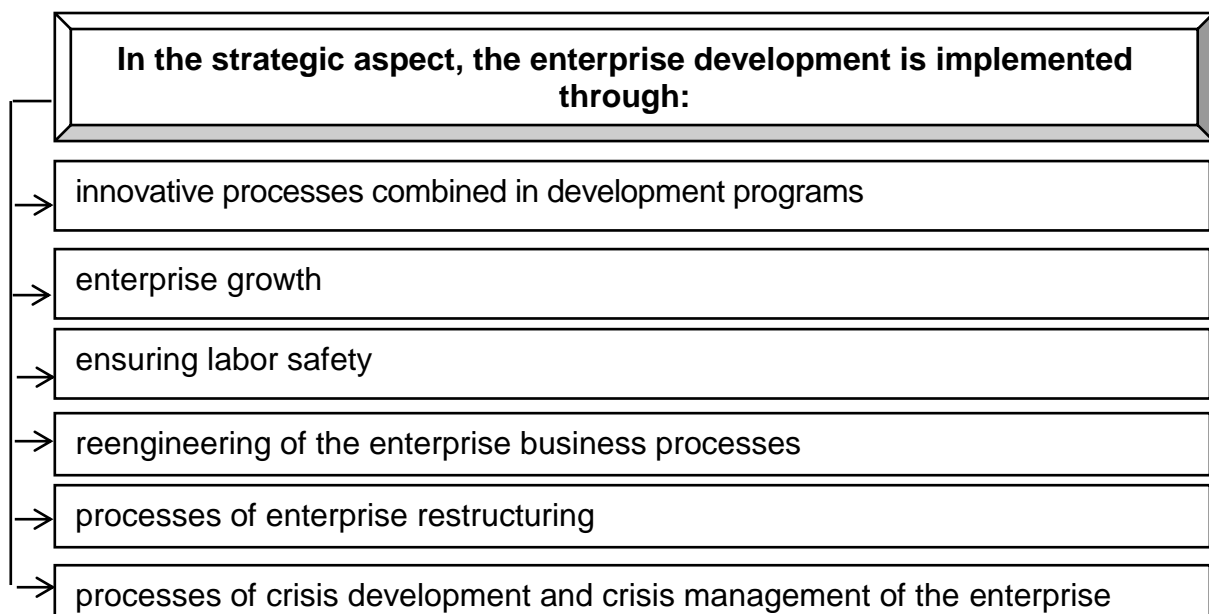 In the strategic aspect, the enterprise development is implemented
through:
innovative processes combined in development programs
enterprise growth
ensuring labor safety
reengineering of the enterprise business processes
processes of enterprise restructuring
processes of crisis development and crisis management of the enterprise